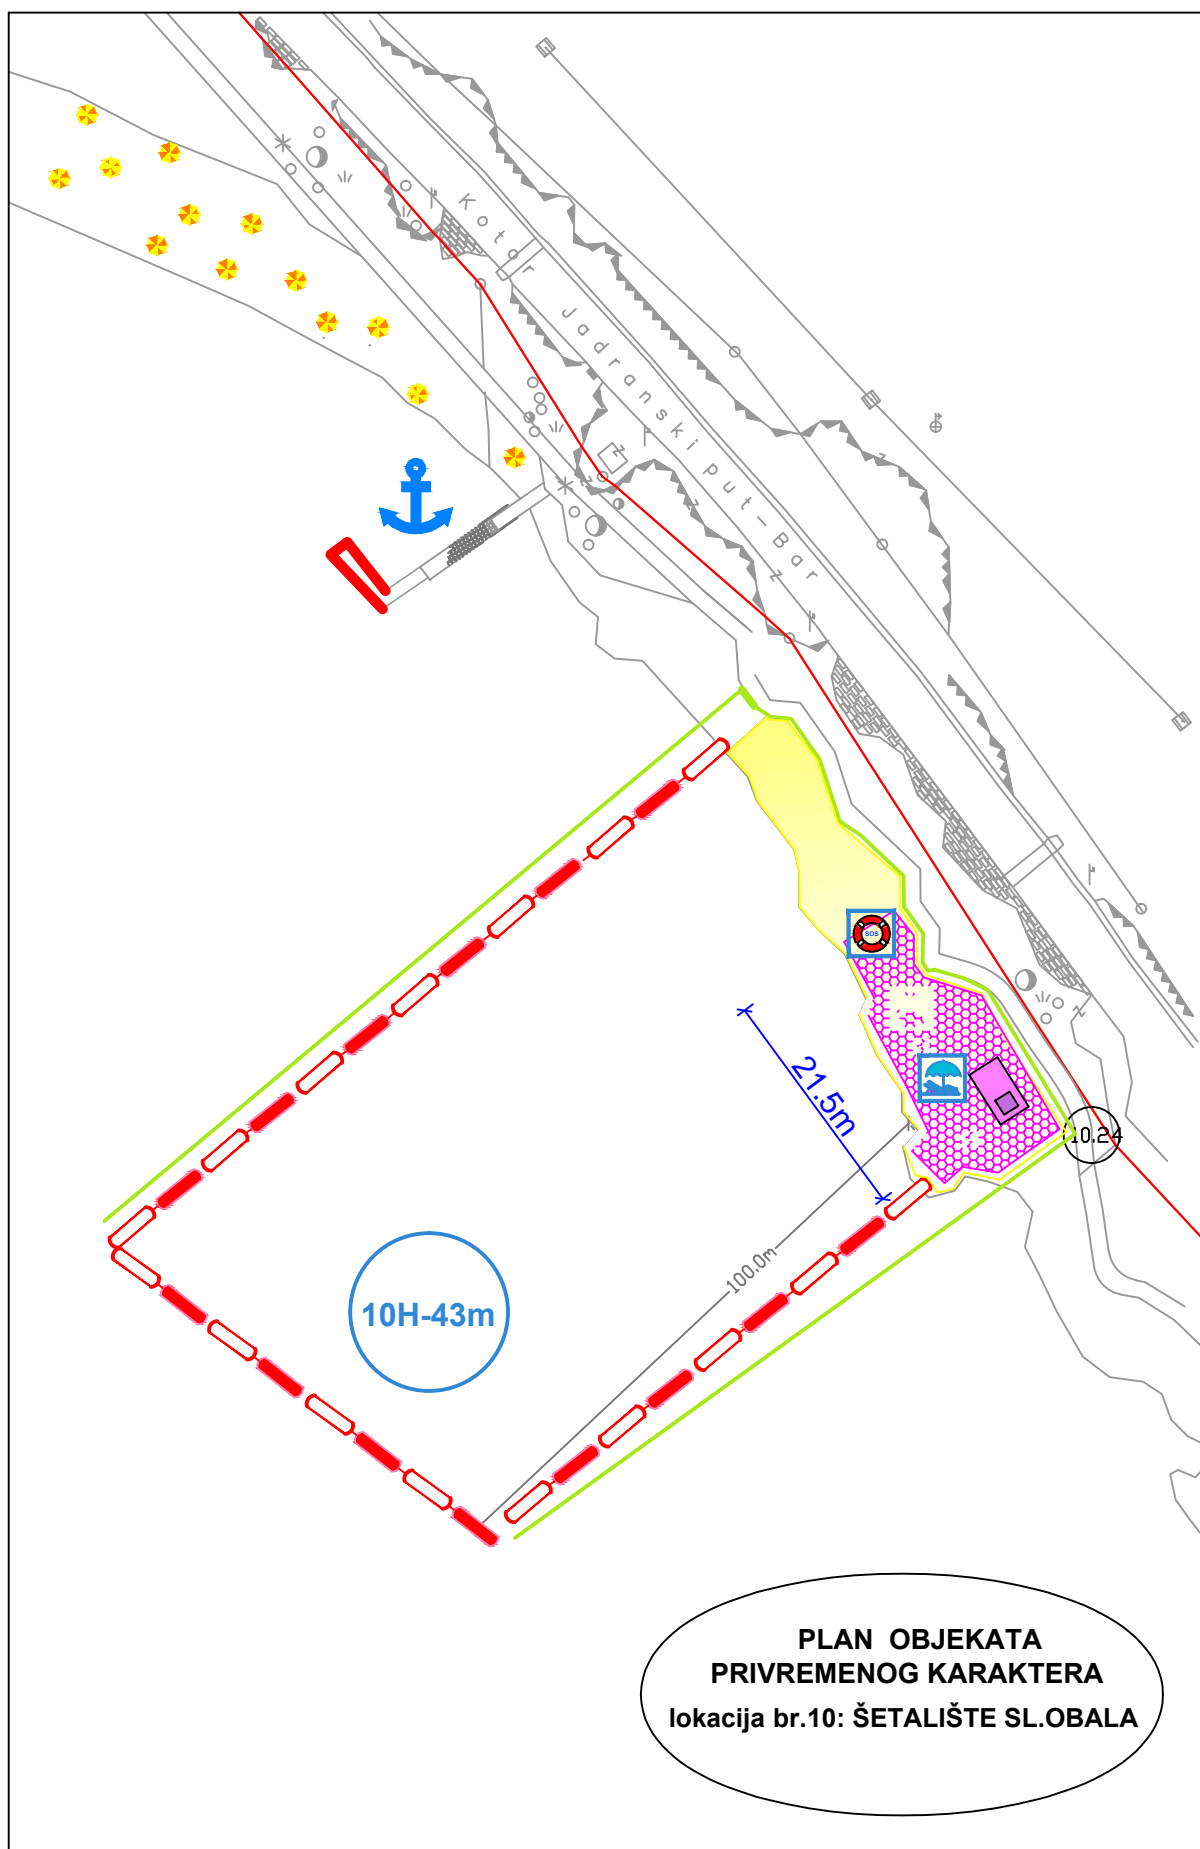 Kotor Jadranski put-Bar
SOS
21.5m
10.24
100.0m
10H-43m
PLAN OBJEKATA
PRIVREMENOG KARAKTERA
lokacija br.10: ŠETALIŠTE SL.OBALA